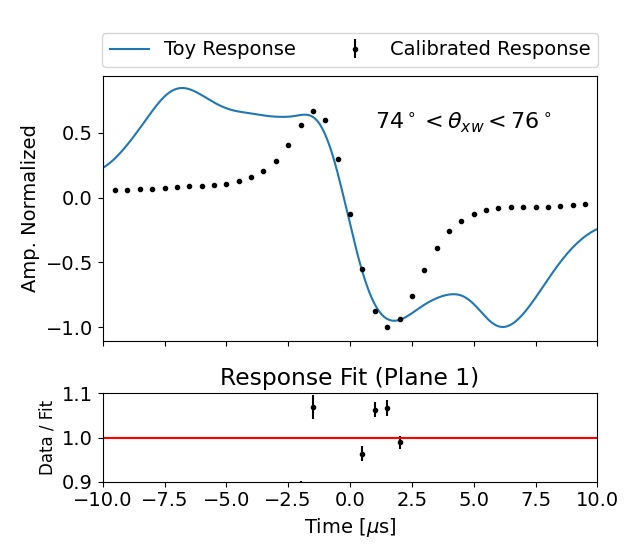 Toy Response Calibrated Response
74° < θxw < 76°
Amp. Normalized
0.5
0.0
−0.5
−1.0
Response Fit (Plane 1)
Data / Fit
1.1
1.0
0.9
−10.0 −7.5 −5.0 −2.5 0.0 2.5 5.0 7.5 10.0
Time [μs]